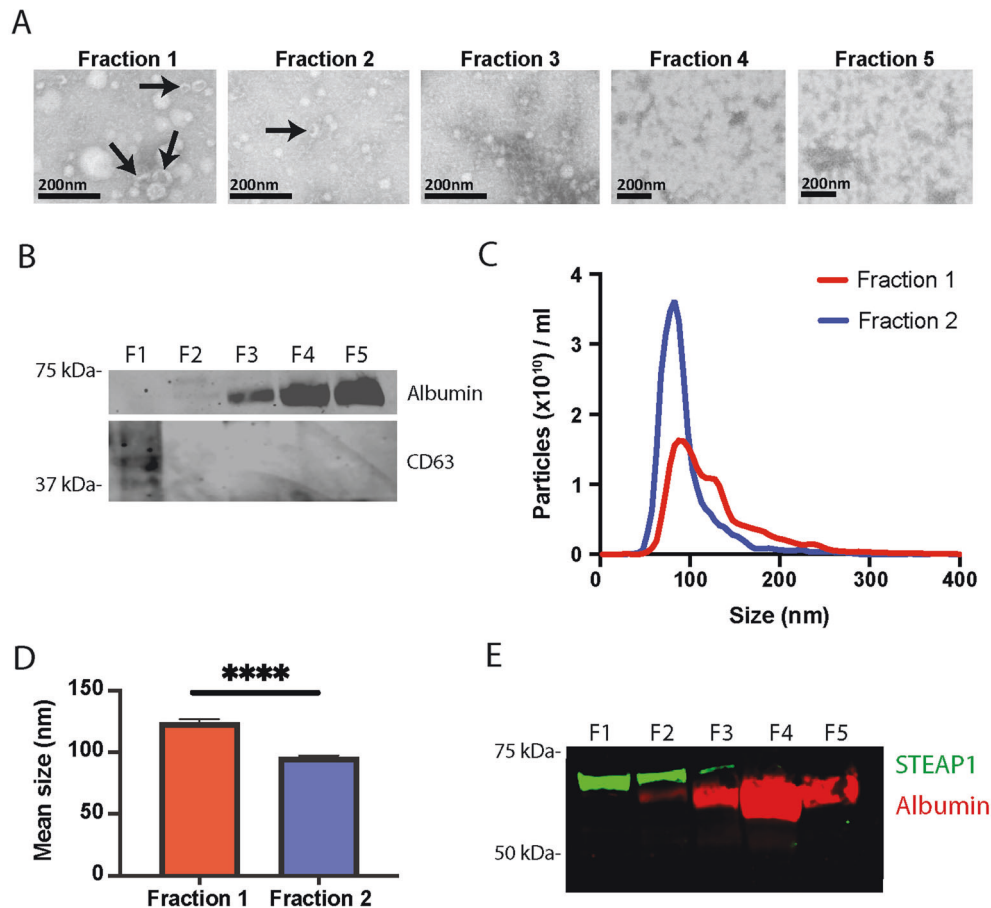 A
Fraction 1 Fraction 2 Fraction 3 Fraction 4 Fraction 5
200nm 200nm 200nm 200nm 200nm
B
F1 F2 F3 F4 F5
75 kDa-
Albumin
CD63
37 kDa-
C
Particles (x10¹⁰) / ml
4
3
2
1
0
0 100 200 300 400
Size (nm)
Fraction 1
Fraction 2
D
****
Mean size (nm)
150
100
50
0
Fraction 1 Fraction 2
E
F1 F2 F3 F4 F5
75 kDa-
STEAP1
Albumin
50 kDa-